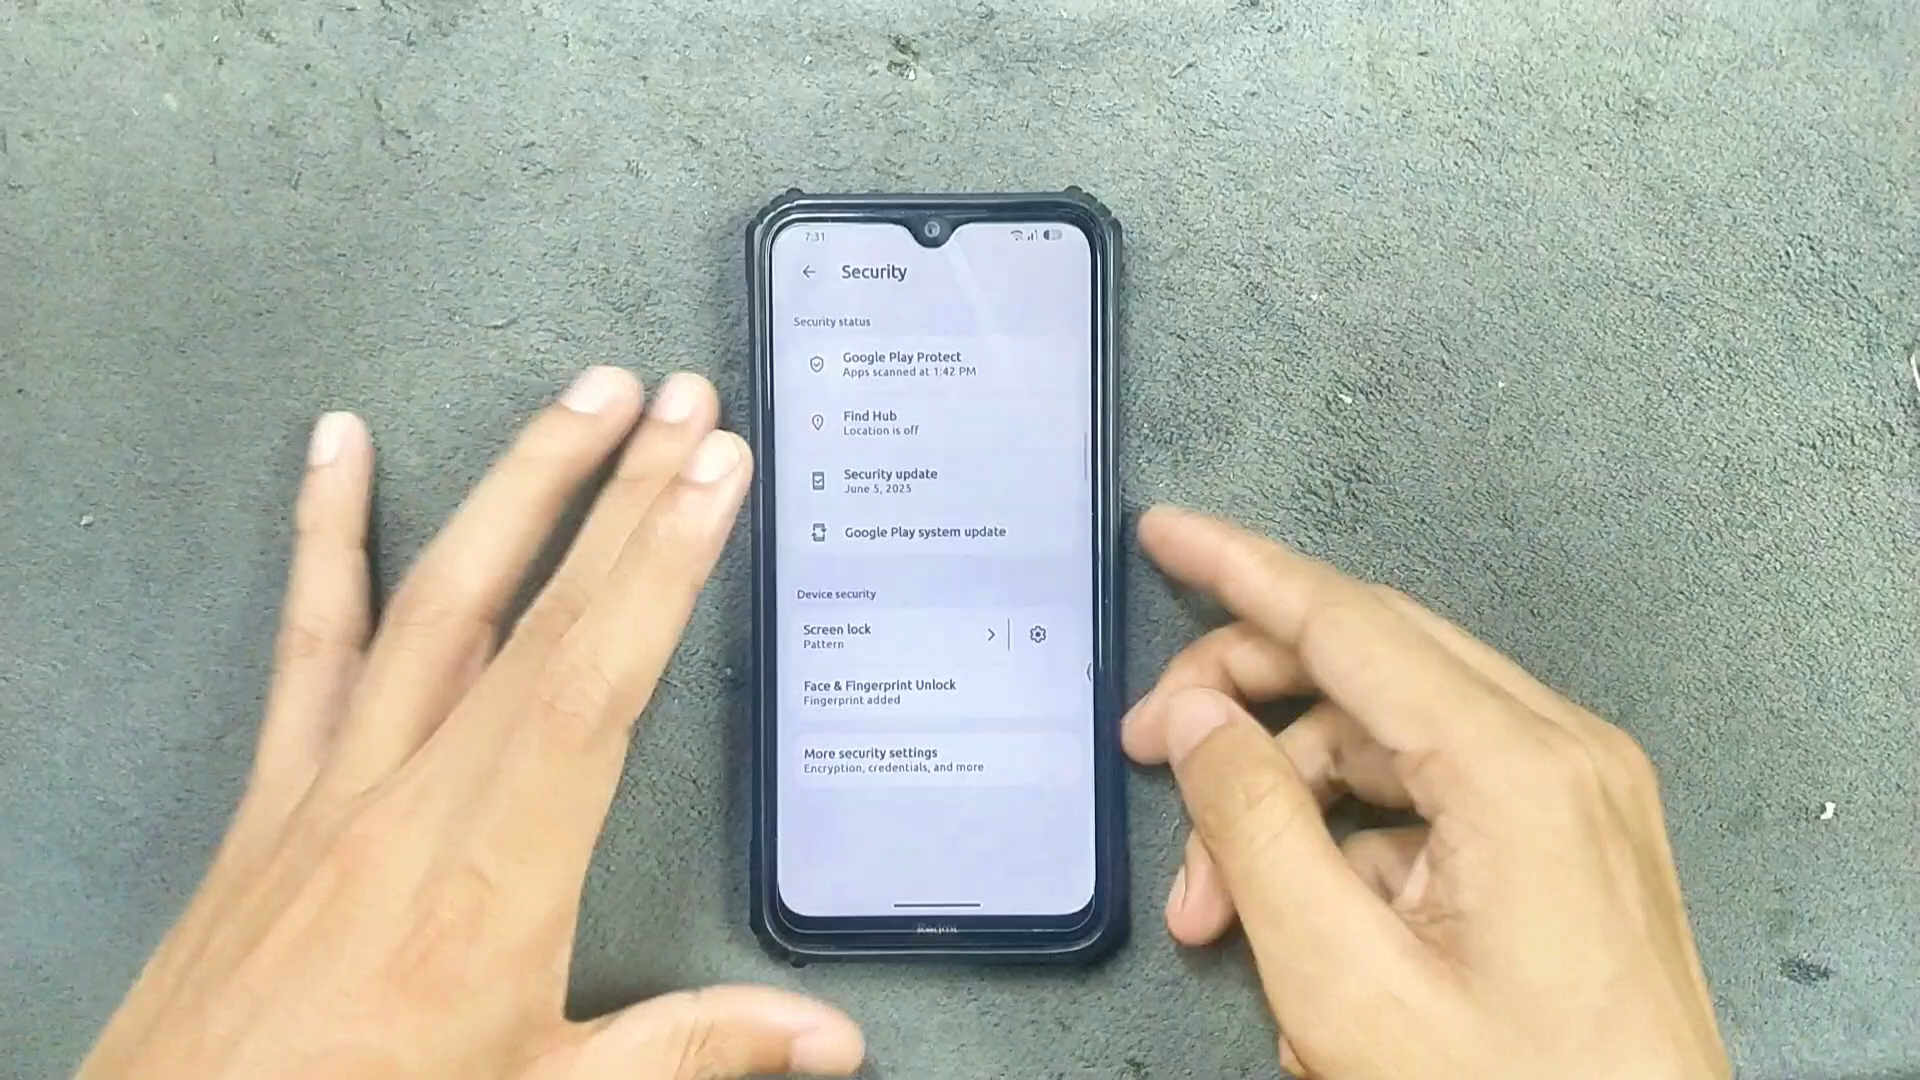 7:31
Security
Security status
Google Play Protect
Apps scanned at 1:42 PM
Find Hub
Location is off
Security update
June 5, 2025
Google Play system update
Device security
Screen lock
Pattern
Face & Fingerprint Unlock
Fingerprint added
More security settings
Encryption, credentials, and more
Redmi